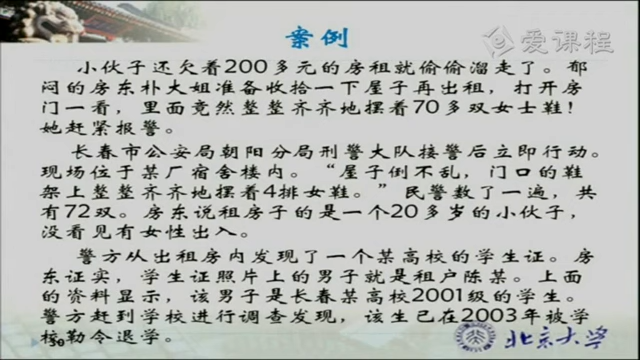 案例
爱课程
小伙子还欠着200多元的房租就偷偷溜走了。郁
闷的房东朴大姐准备收拾一下屋子再出租，打开房
门一看，里面竟然整整齐齐地摆着70多双女士鞋！
她赶紧报警。
长春市公安局朝阳分局刑警大队接警后立即行动。
现场位于某厂宿舍楼内。“屋子倒不乱，门口的鞋
架上整整齐齐地摆着4排女鞋。”民警数了一遍，共
有72双。房东说租房子的是一个20多岁的小伙子，
没看见有女性出入。
警方从出租房内发现了一个某高校的学生证。房
东证实，学生证照片上的男子就是租户陈某。上面
的资料显示，该男子是长春某高校2001级的学生。
警方赶到学校进行调查发现，该生已在2003年被学
校勒令退学。
北京大学